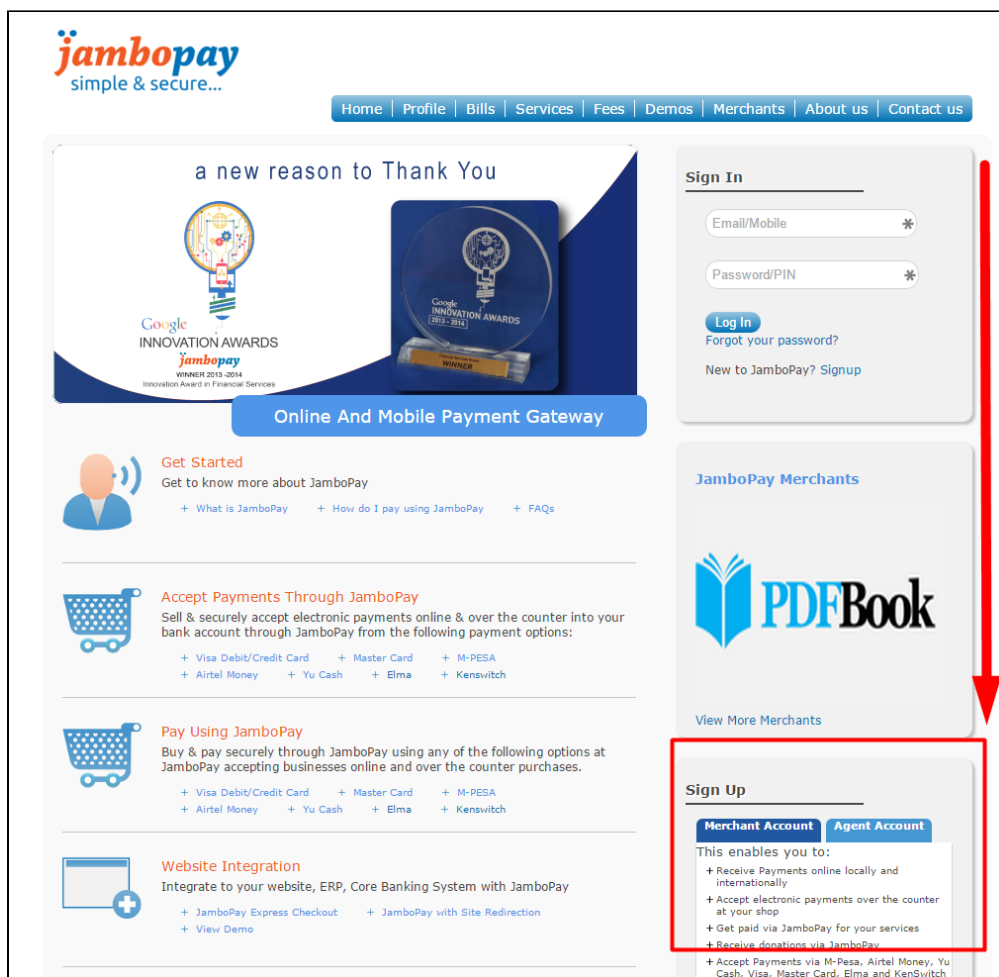 jambopay
simple & secure...
Home | Profile | Bills | Services | Fees | Demos | Merchants | About us | Contact us
a new reason to Thank You
Google
INNOVATION AWARDS
jambopay
WINNER 2013 -2014
Innovation Award in Financial Services
Google
INNOVATION AWARDS
2013 - 2014
WINNER
Online And Mobile Payment Gateway
Get Started
Get to know more about JamboPay
+ What is JamboPay + How do I pay using JamboPay + FAQs
Accept Payments Through JamboPay
Sell & securely accept electronic payments online & over the counter into your
bank account through JamboPay from the following payment options:
+ Visa Debit/Credit Card + Master Card + M-PESA
+ Airtel Money + Yu Cash + Elma + Kenswitch
Pay Using JamboPay
Buy & pay securely through JamboPay using any of the following options at
JamboPay accepting businesses online and over the counter purchases.
+ Visa Debit/Credit Card + Master Card + M-PESA
+ Airtel Money + Yu Cash + Elma + Kenswitch
Website Integration
Integrate to your website, ERP, Core Banking System with JamboPay
+ JamboPay Express Checkout + JamboPay with Site Redirection
+ View Demo
Sign In
Email/Mobile *
Password/PIN *
Log In
Forgot your password?
New to JamboPay? Signup
JamboPay Merchants
PDFBook
View More Merchants
Sign Up
Merchant Account Agent Account
This enables you to:
+ Receive Payments online locally and
internationally
+ Accept electronic payments over the counter
at your shop
+ Get paid via JamboPay for your services
+ Receive donations via JamboPay
+ Accept Payments via M-Pesa, Airtel Money, Yu
Cash, Visa, Master Card, Elma and KenSwitch